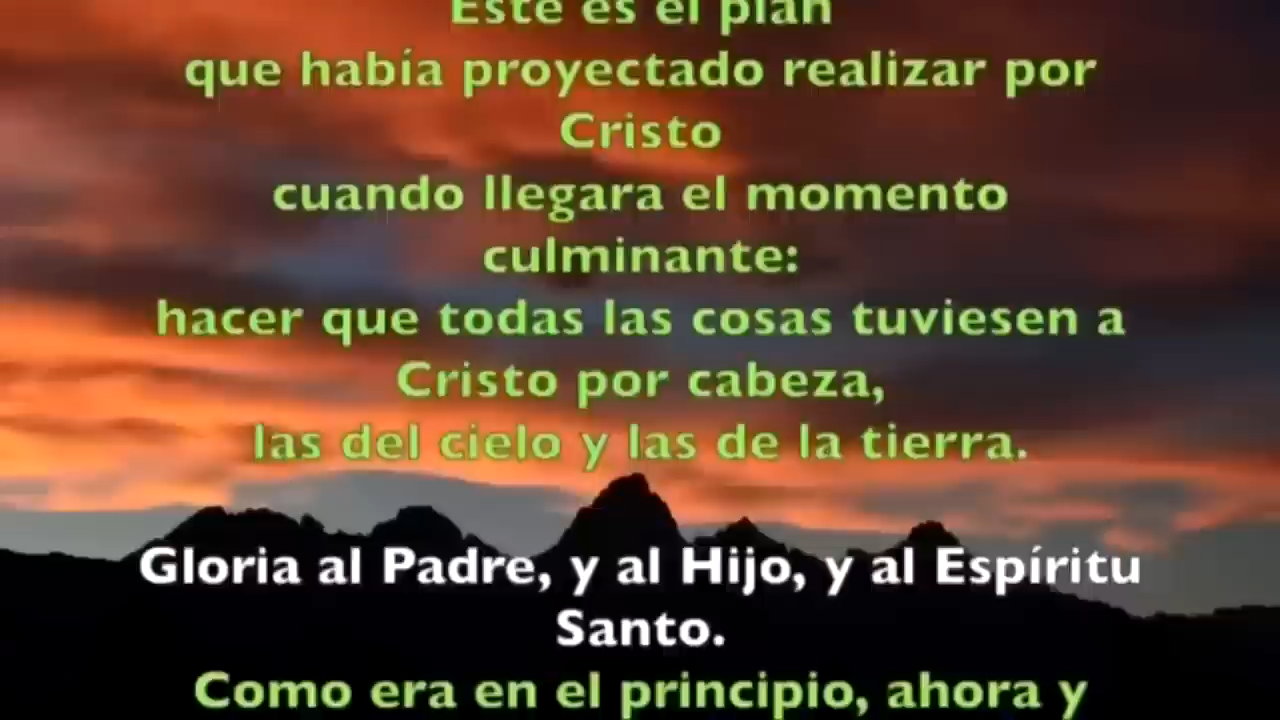 Este es el plan
que había proyectado realizar por
Cristo
cuando llegara el momento
culminante:
hacer que todas las cosas tuviesen a
Cristo por cabeza,
las del cielo y las de la tierra.
Gloria al Padre, y al Hijo, y al Espíritu
Santo.
Como era en el principio, ahora y